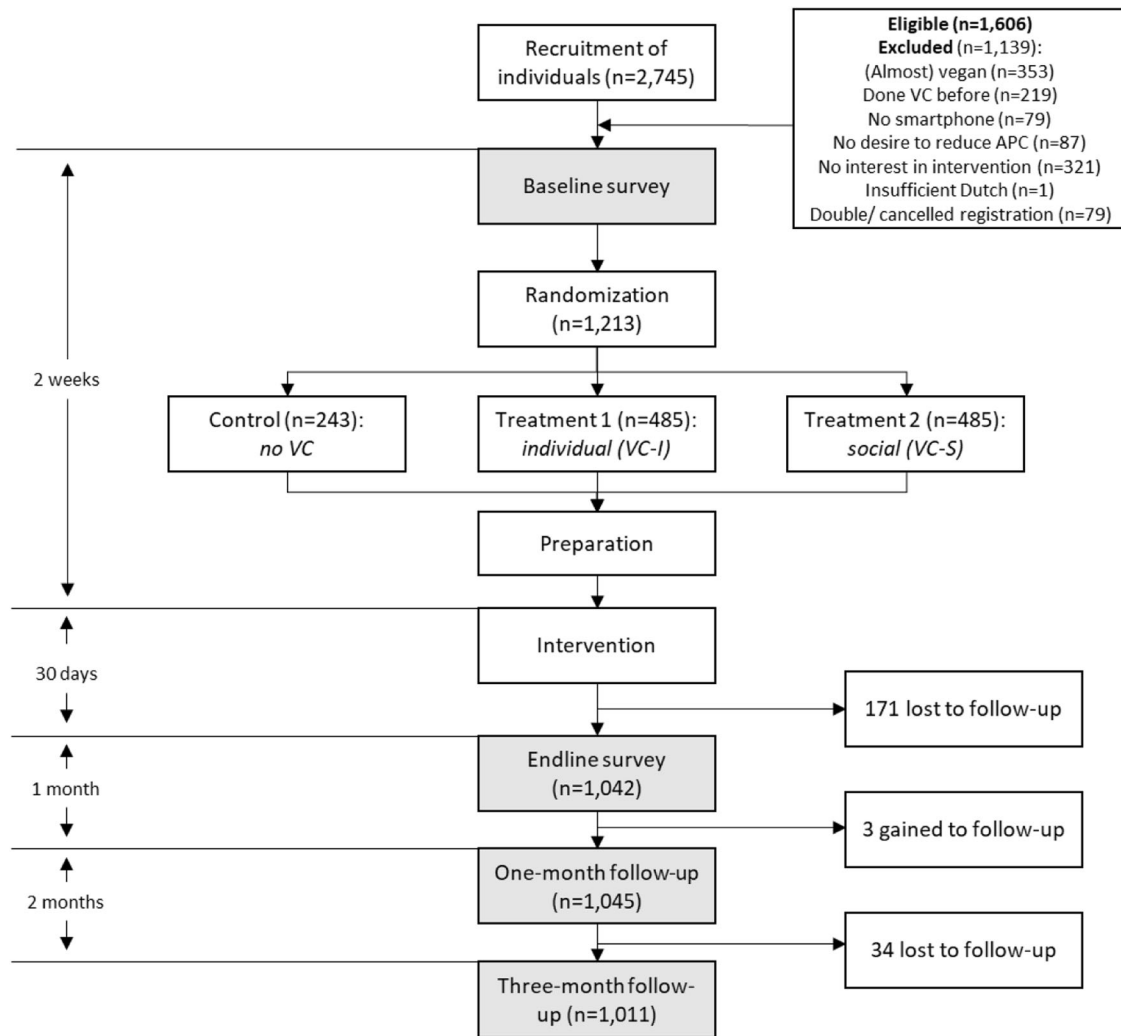 Recruitment of
individuals (n=2,745)
Eligible (n=1,606)
Excluded (n=1,139):
(Almost) vegan (n=353)
Done VC before (n=219)
No smartphone (n=79)
No desire to reduce APC (n=87)
No interest in intervention (n=321)
Insufficient Dutch (n=1)
Double/ cancelled registration (n=79)
Baseline survey
Randomization
(n=1,213)
2 weeks
Control (n=243):
no VC
Treatment 1 (n=485):
individual (VC-I)
Treatment 2 (n=485):
social (VC-S)
Preparation
Intervention
30 days
171 lost to follow-up
Endline survey
(n=1,042)
1 month
3 gained to follow-up
One-month follow-up
(n=1,045)
2 months
34 lost to follow-up
Three-month follow-
up (n=1,011)